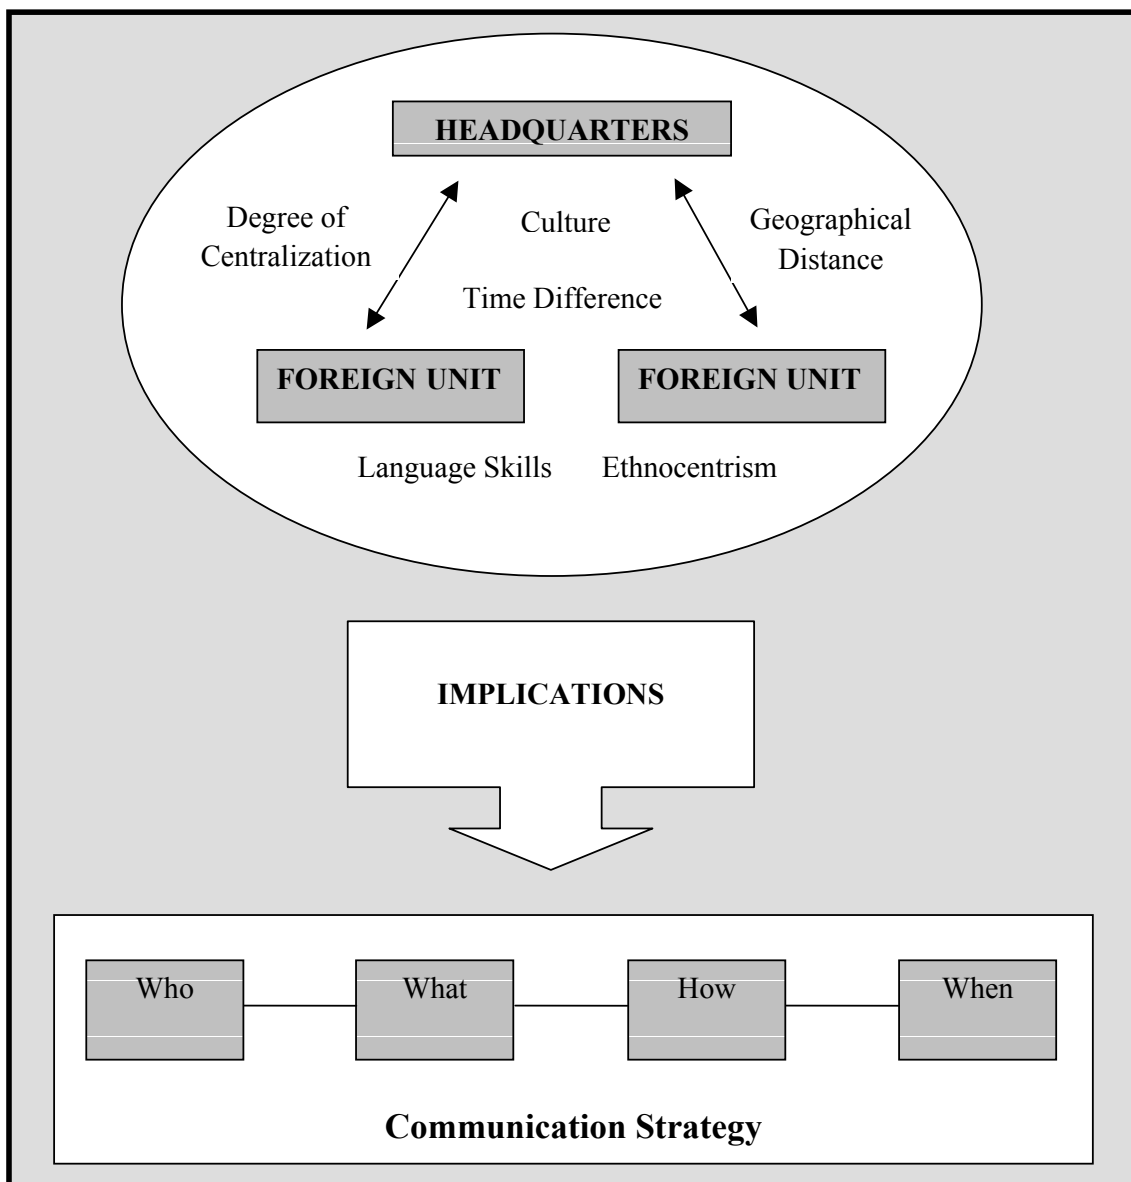 HEADQUARTERS
Degree of
Centralization
Culture
Geographical
Distance
Time Difference
FOREIGN UNIT
FOREIGN UNIT
Language Skills
Ethnocentrism
IMPLICATIONS
Who
What
How
When
Communication Strategy